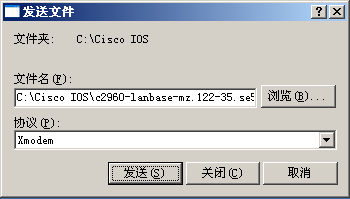 发送文件
文件夹: C:\Cisco IOS
文件名(F):
C:\Cisco IOS\c2960-lanbase-mz.122-35.se5
浏览(B)...
协议(P):
Xmodem
发送(S) 关闭(C) 取消